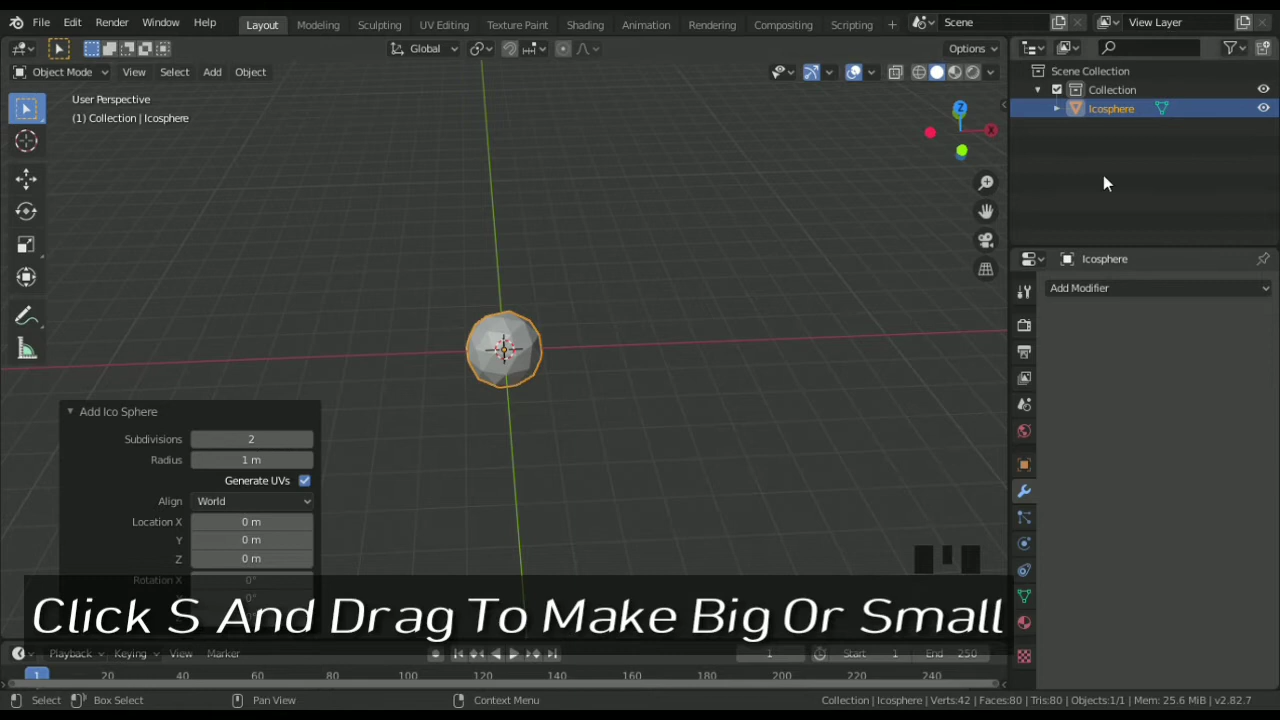 File Edit Render Window Help Layout Modeling Sculpting UV Editing Texture Paint Shading Animation Rendering Compositing Scripting + Scene View Layer
Global Options
Object Mode View Select Add Object
Scene Collection
Collection
Icosphere
User Perspective
(1) Collection | Icosphere
Z
X
Icosphere
Add Modifier
Add Ico Sphere
Subdivisions 2
Radius 1 m
Generate UVs
Align World
Location X 0 m
Y 0 m
Z 0 m
Rotation X 0°
Click S And Drag To Make Big Or Small
Playback Keying View Marker 1 Start 1 End 250
1 20 40 60 80 100 120 140 160 180 200 220 240
Select Box Select Pan View Context Menu Collection | Icosphere | Verts:42 | Faces:80 | Tris:80 | Objects:1/1 | Mem: 25.6 MiB | v2.82.7